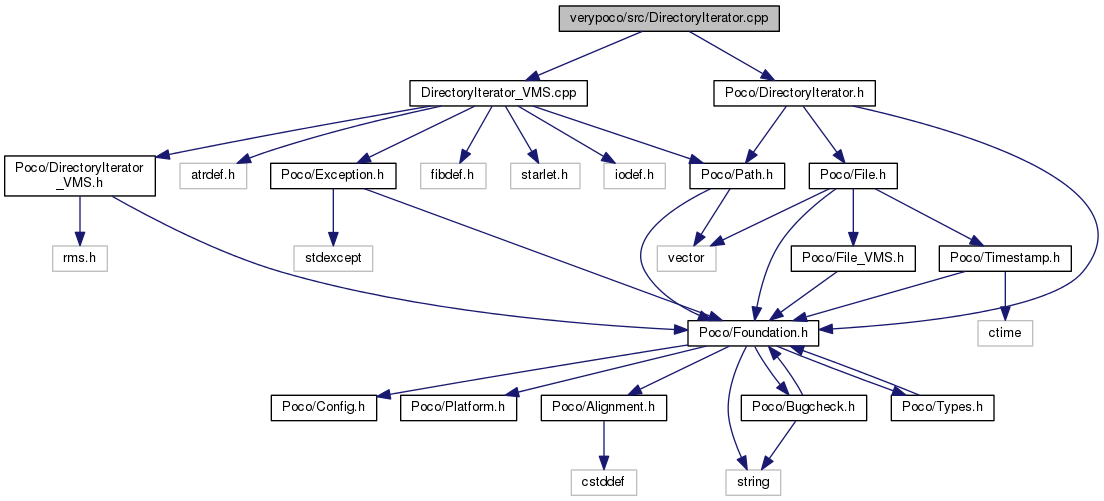 verypoco/src/DirectoryIterator.cpp
DirectoryIterator_VMS.cpp
Poco/DirectoryIterator.h
Poco/DirectoryIterator
_VMS.h
atrdef.h
Poco/Exception.h
fibdef.h
starlet.h
iodef.h
Poco/Path.h
Poco/File.h
rms.h
stdexcept
vector
Poco/File_VMS.h
Poco/Timestamp.h
Poco/Foundation.h
ctime
Poco/Config.h
Poco/Platform.h
Poco/Alignment.h
Poco/Bugcheck.h
Poco/Types.h
cstddef
string